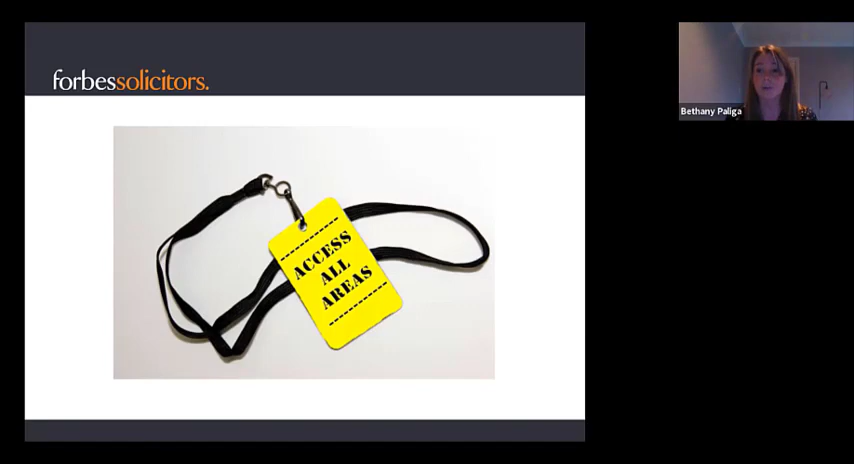 forbessolicitors.
Bethany Paliga
ACCESS
ALL
AREAS